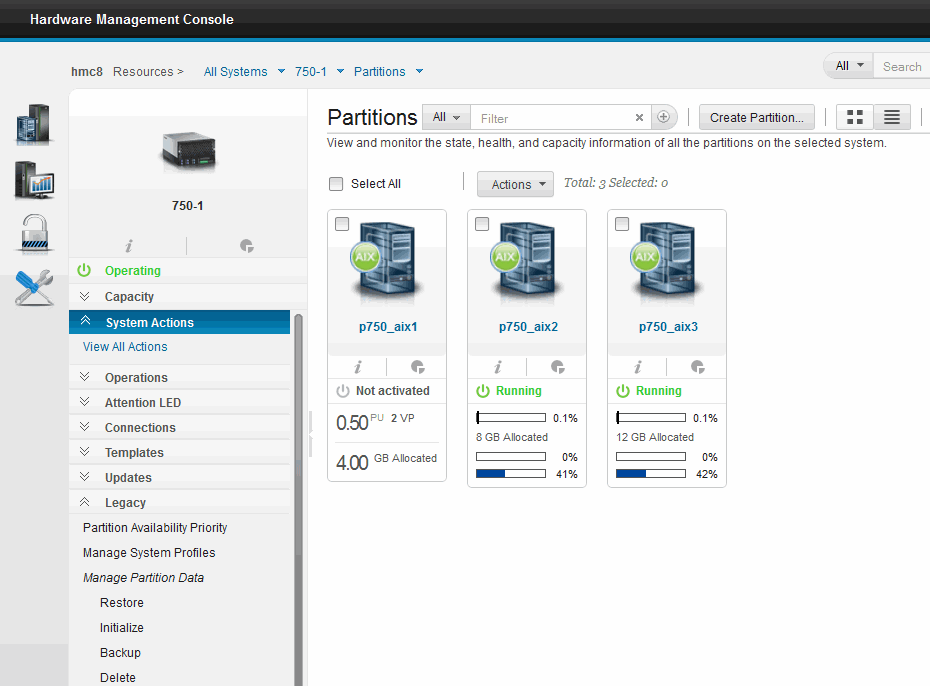 Hardware Management Console
hmc8 Resources > All Systems 750-1 Partitions
All Search
750-1
Operating
Capacity
System Actions
View All Actions
Operations
Attention LED
Connections
Templates
Updates
Legacy
Partition Availability Priority
Manage System Profiles
Manage Partition Data
Restore
Initialize
Backup
Delete
Partitions All Filter Create Partition...
View and monitor the state, health, and capacity information of all the partitions on the selected system.
Select All Actions Total: 3 Selected: 0
AIX
p750_aix1
Not activated
0.50 PU 2 VP
4.00 GB Allocated
AIX
p750_aix2
Running
0.1%
8 GB Allocated
0%
41%
AIX
p750_aix3
Running
0.1%
12 GB Allocated
0%
42%